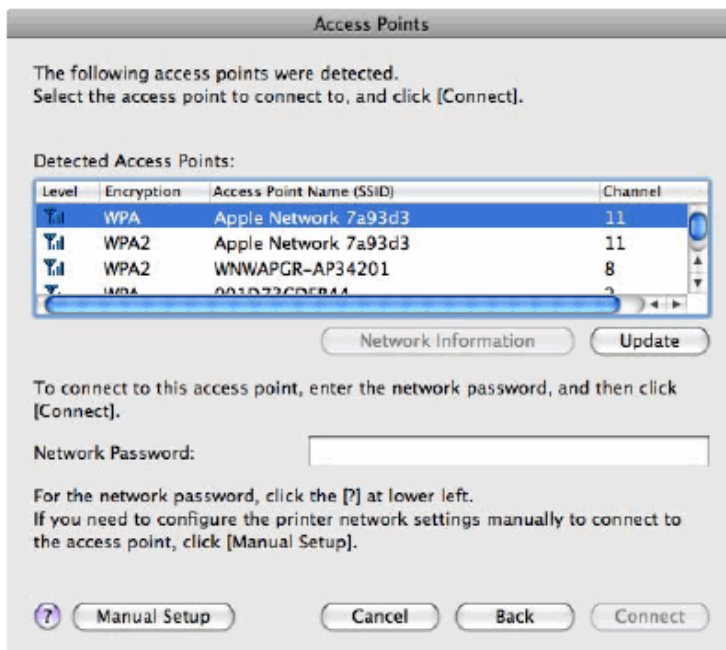 Access Points
The following access points were detected.
Select the access point to connect to, and click [Connect].
Detected Access Points:
Level Encryption Access Point Name (SSID) Channel
WPA Apple Network 7a93d3 11
WPA2 Apple Network 7a93d3 11
WPA2 WNWAPGR-AP34201 8
WPA
Network Information Update
To connect to this access point, enter the network password, and then click
[Connect].
Network Password:
For the network password, click the [?] at lower left.
If you need to configure the printer network settings manually to connect to
the access point, click [Manual Setup].
? Manual Setup Cancel Back Connect